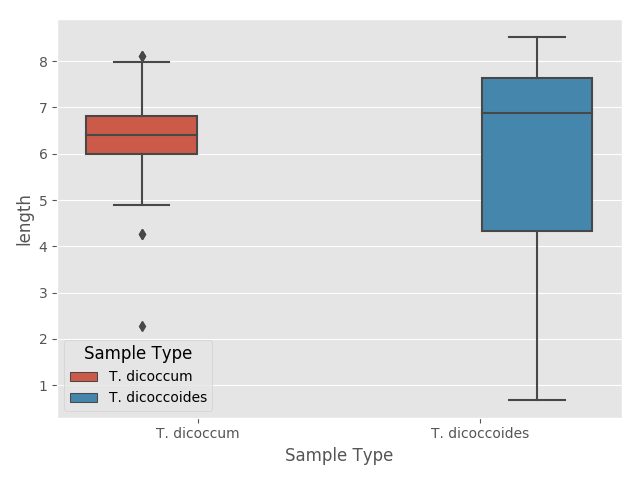 8
7
6
5
4
3
2
1
length
Sample Type
T. dicoccum
T. dicoccoides
T. dicoccum
T. dicoccoides
Sample Type